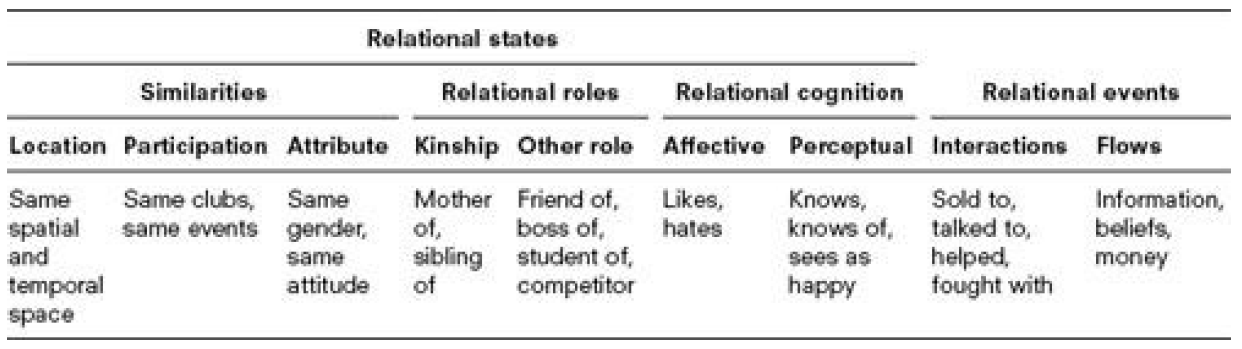 Relational states
Similarities Relational roles Relational cognition Relational events
Location Participation Attribute Kinship Other role Affective Perceptual Interactions Flows
Same Same clubs, Same Mother Friend of, Likes, Knows, Sold to, Information,
spatial same events gender, of, boss of, hates knows of, talked to, beliefs,
and same sibling student of, sees as helped, money
temporal attitude of competitor happy fought with
space